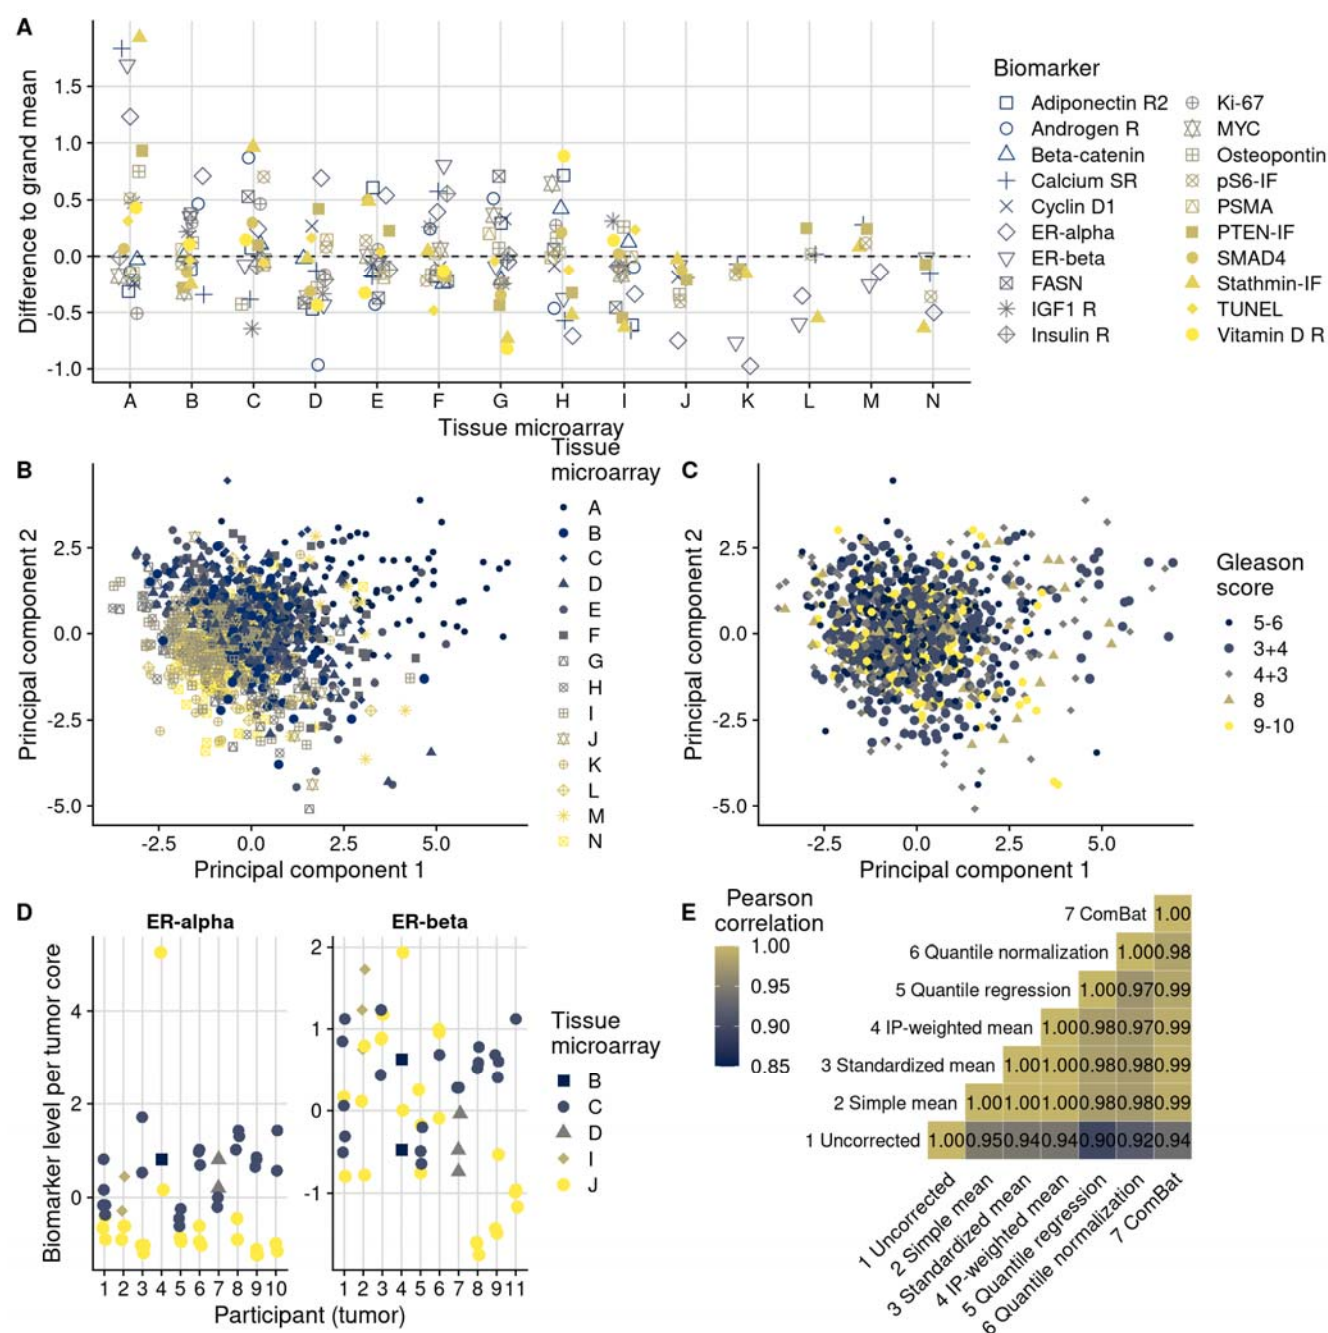 A
Difference to grand mean
1.5
1.0
0.5
0.0
-0.5
-1.0
A B C D E F G H I J K L M N
Tissue microarray
Biomarker
Adiponectin R2
Androgen R
Beta-catenin
Calcium SR
Cyclin D1
ER-alpha
ER-beta
FASN
IGF1 R
Insulin R
Ki-67
MYC
Osteopontin
pS6-IF
PSMA
PTEN-IF
SMAD4
Stathmin-IF
TUNEL
Vitamin D R
B
Principal component 2
2.5
0.0
-2.5
-5.0
-2.5 0.0 2.5 5.0
Principal component 1
Tissue
microarray
A
B
C
D
E
F
G
H
I
J
K
L
M
N
C
Principal component 2
2.5
0.0
-2.5
-5.0
-2.5 0.0 2.5 5.0
Principal component 1
Gleason
score
5-6
3+4
4+3
8
9-10
D
Biomarker level per tumor core
ER-alpha
4
2
0
1 2 3 4 5 6 7 8 9 10
ER-beta
2
1
0
-1
1 2 3 4 5 6 7 8 9 11
Participant (tumor)
Tissue
microarray
B
C
D
I
J
E
Pearson
correlation
1.00
0.95
0.90
0.85
7 ComBat 1.00
6 Quantile normalization 1.00 0.98
5 Quantile regression 1.00 0.97 0.99
4 IP-weighted mean 1.00 0.98 0.97 0.99
3 Standardized mean 1.00 1.00 0.98 0.98 0.99
2 Simple mean 1.00 1.00 1.00 0.98 0.98 0.99
1 Uncorrected 1.00 0.95 0.94 0.94 0.90 0.92 0.94
1 Uncorrected
2 Simple mean
3 Standardized mean
4 IP-weighted mean
5 Quantile regression
6 Quantile normalization
7 ComBat